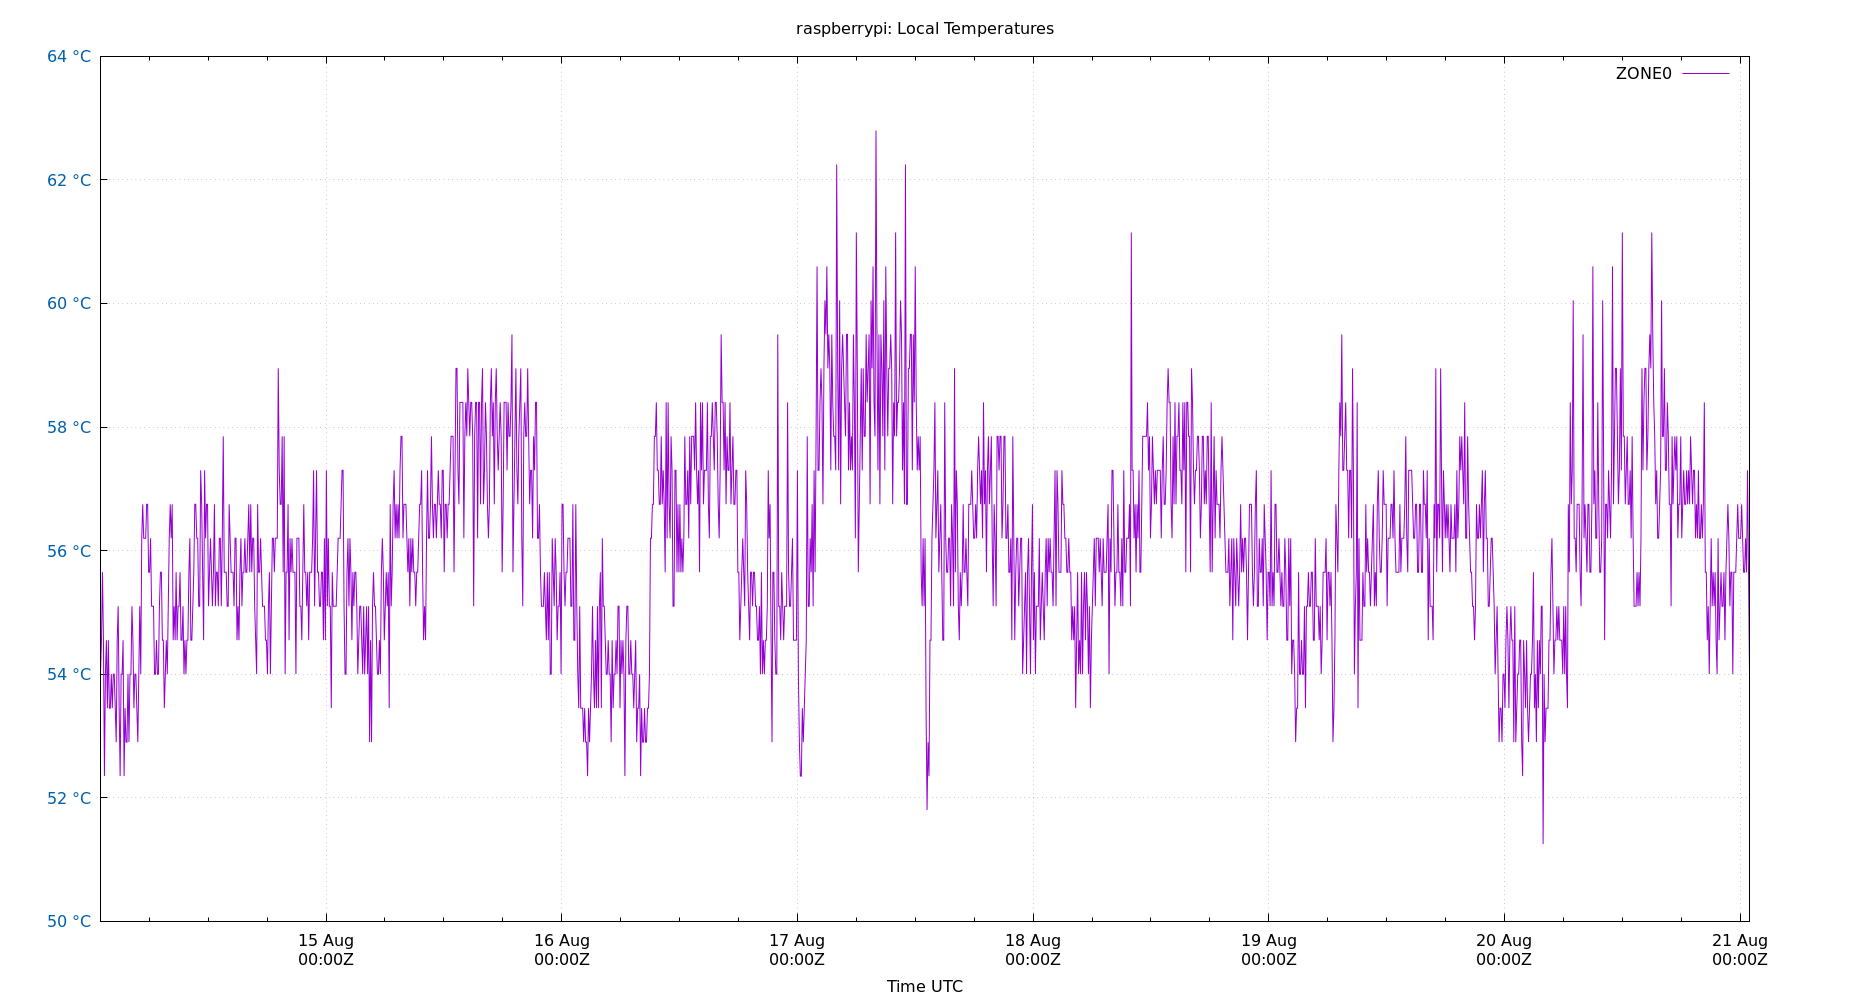 raspberrypi: Local Temperatures
ZONE0
64 °C
62 °C
60 °C
58 °C
56 °C
54 °C
52 °C
50 °C
15 Aug
00:00Z
16 Aug
00:00Z
17 Aug
00:00Z
18 Aug
00:00Z
19 Aug
00:00Z
20 Aug
00:00Z
21 Aug
00:00Z
Time UTC